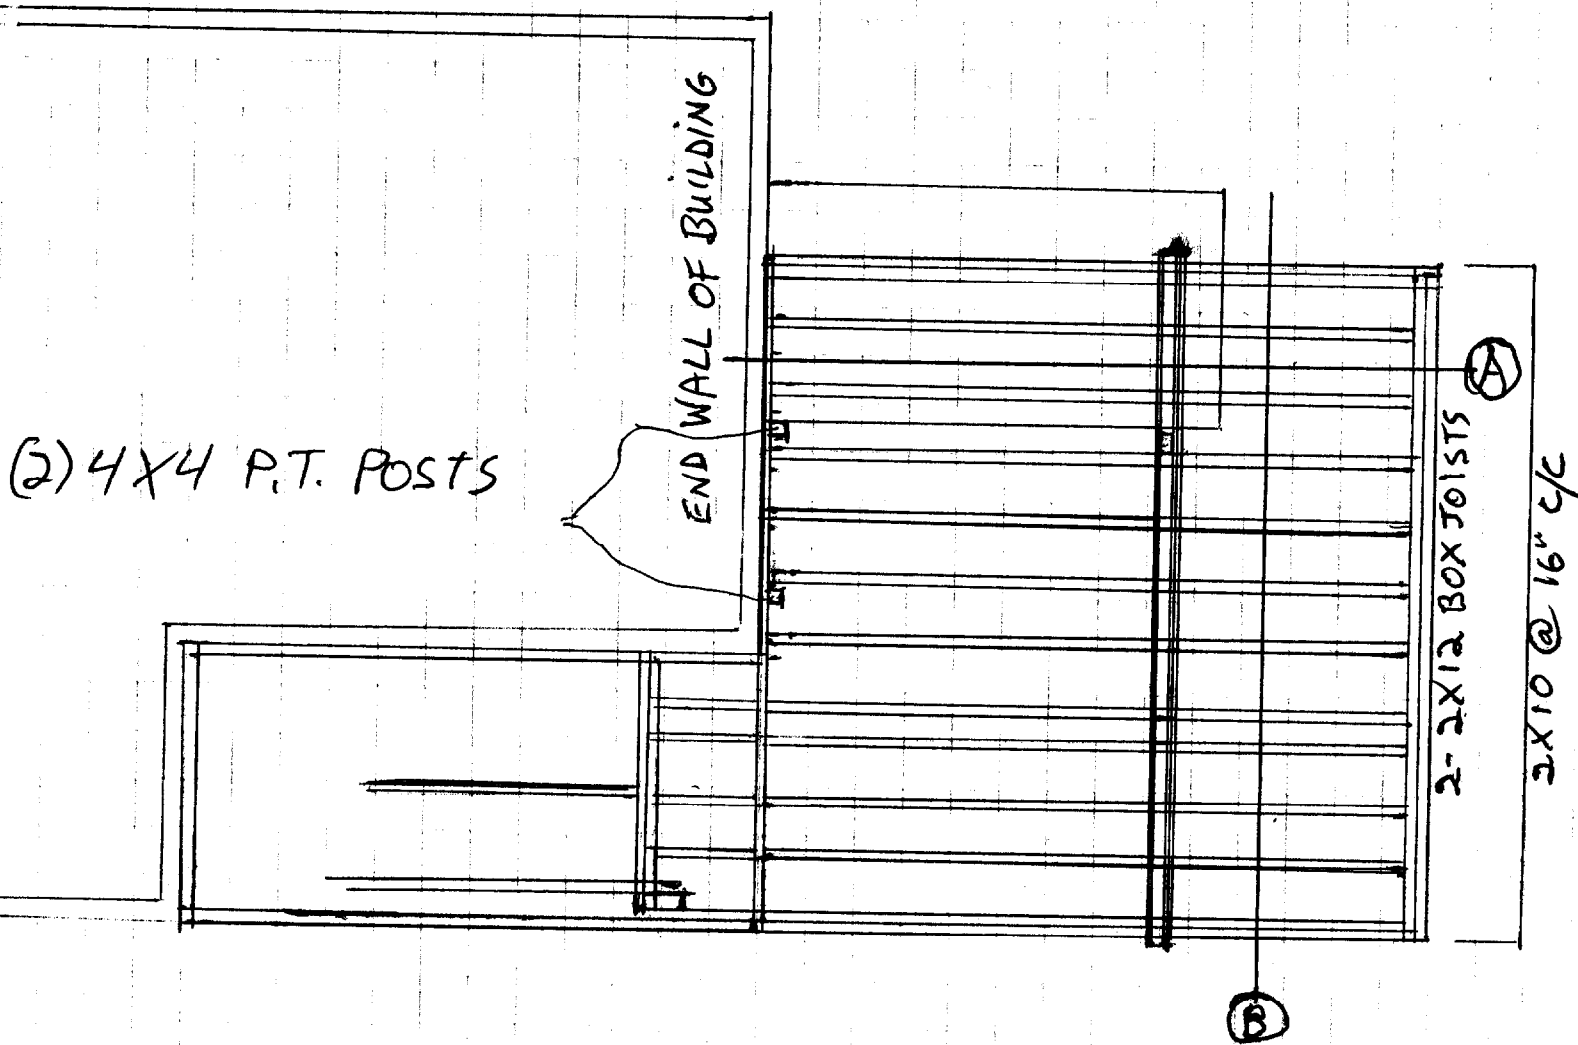 END WALL OF BUILDING
(2) 4X4 P.T. POSTS
A
2- 2X12 BOX JOISTS
2X10 @ 16" C/C
B